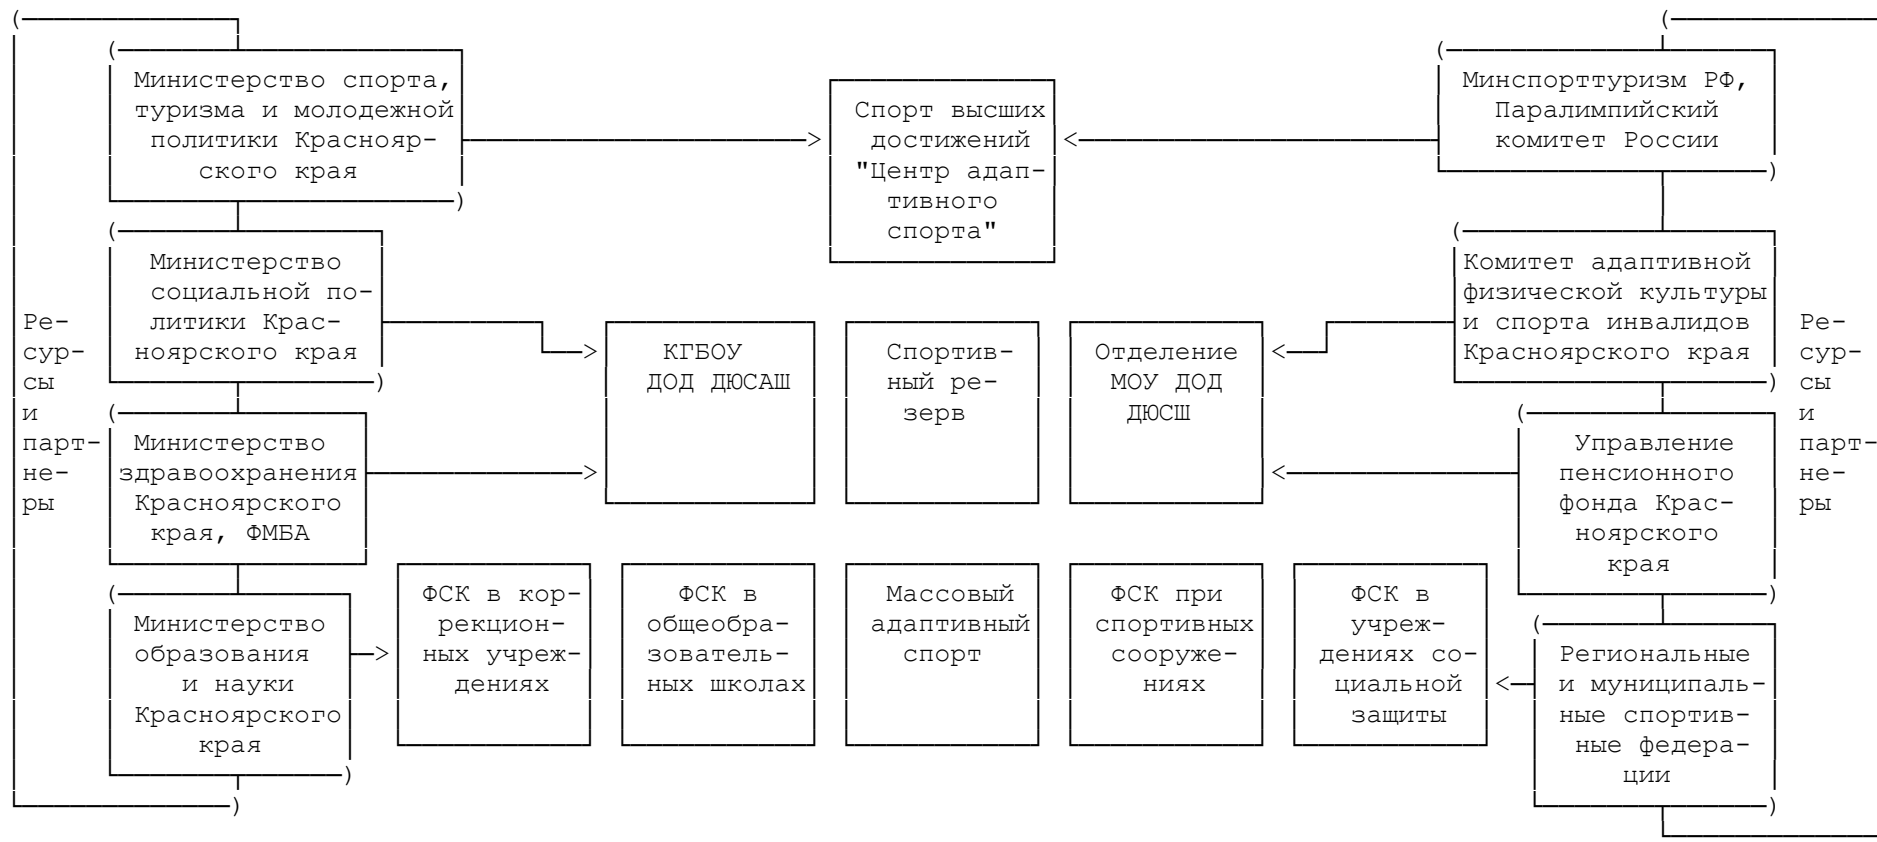 Министерство спорта,
туризма и молодежной
политики Краснояр-
ского края
Спорт высших
достижений
"Центр адап-
тивного
спорта"
Минспорттуризм РФ,
Паралимпийский
комитет России
Министерство
социальной по-
литики Крас-
ноярского края
Комитет адаптивной
физической культуры
и спорта инвалидов
Красноярского края
Ре-
сур-
сы
и
парт-
не-
ры
КГБОУ
ДОД ДЮСАШ
Спортив-
ный ре-
зерв
Отделение
МОУ ДОД
ДЮСШ
Ре-
сур-
сы
и
парт-
не-
ры
Министерство
здравоохранения
Красноярского
края, ФМБА
Управление
пенсионного
фонда Крас-
ноярского
края
Министерство
образования
и науки
Красноярского
края
ФСК в кор-
рекцион-
ных учреж-
дениях
ФСК в
общеобра-
зователь-
ных школах
Массовый
адаптивный
спорт
ФСК при
спортивных
сооруже-
ниях
ФСК в
учреж-
дениях со-
циальной
защиты
Региональные
и муниципаль-
ные спортив-
ные федера-
ции